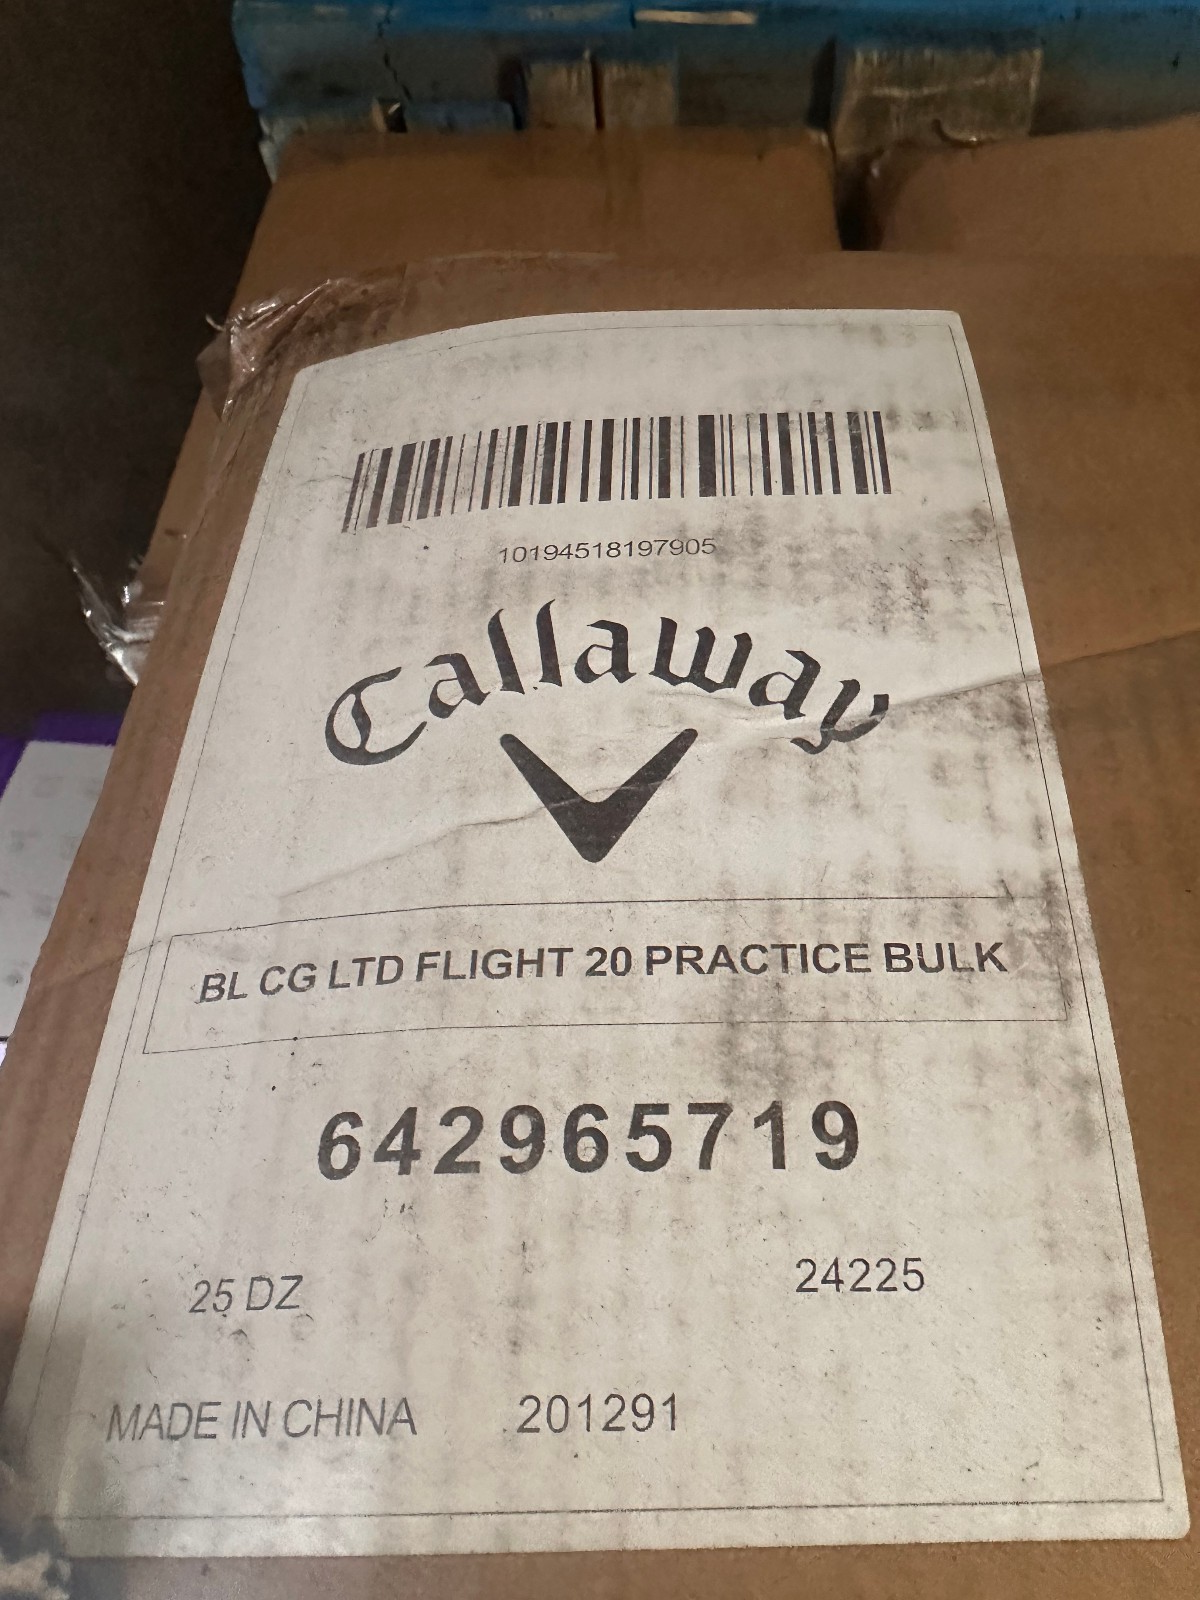 10194518197905
Callaway
BL CG LTD FLIGHT 20 PRACTICE BULK
642965719
25 DZ 24225
MADE IN CHINA 201291